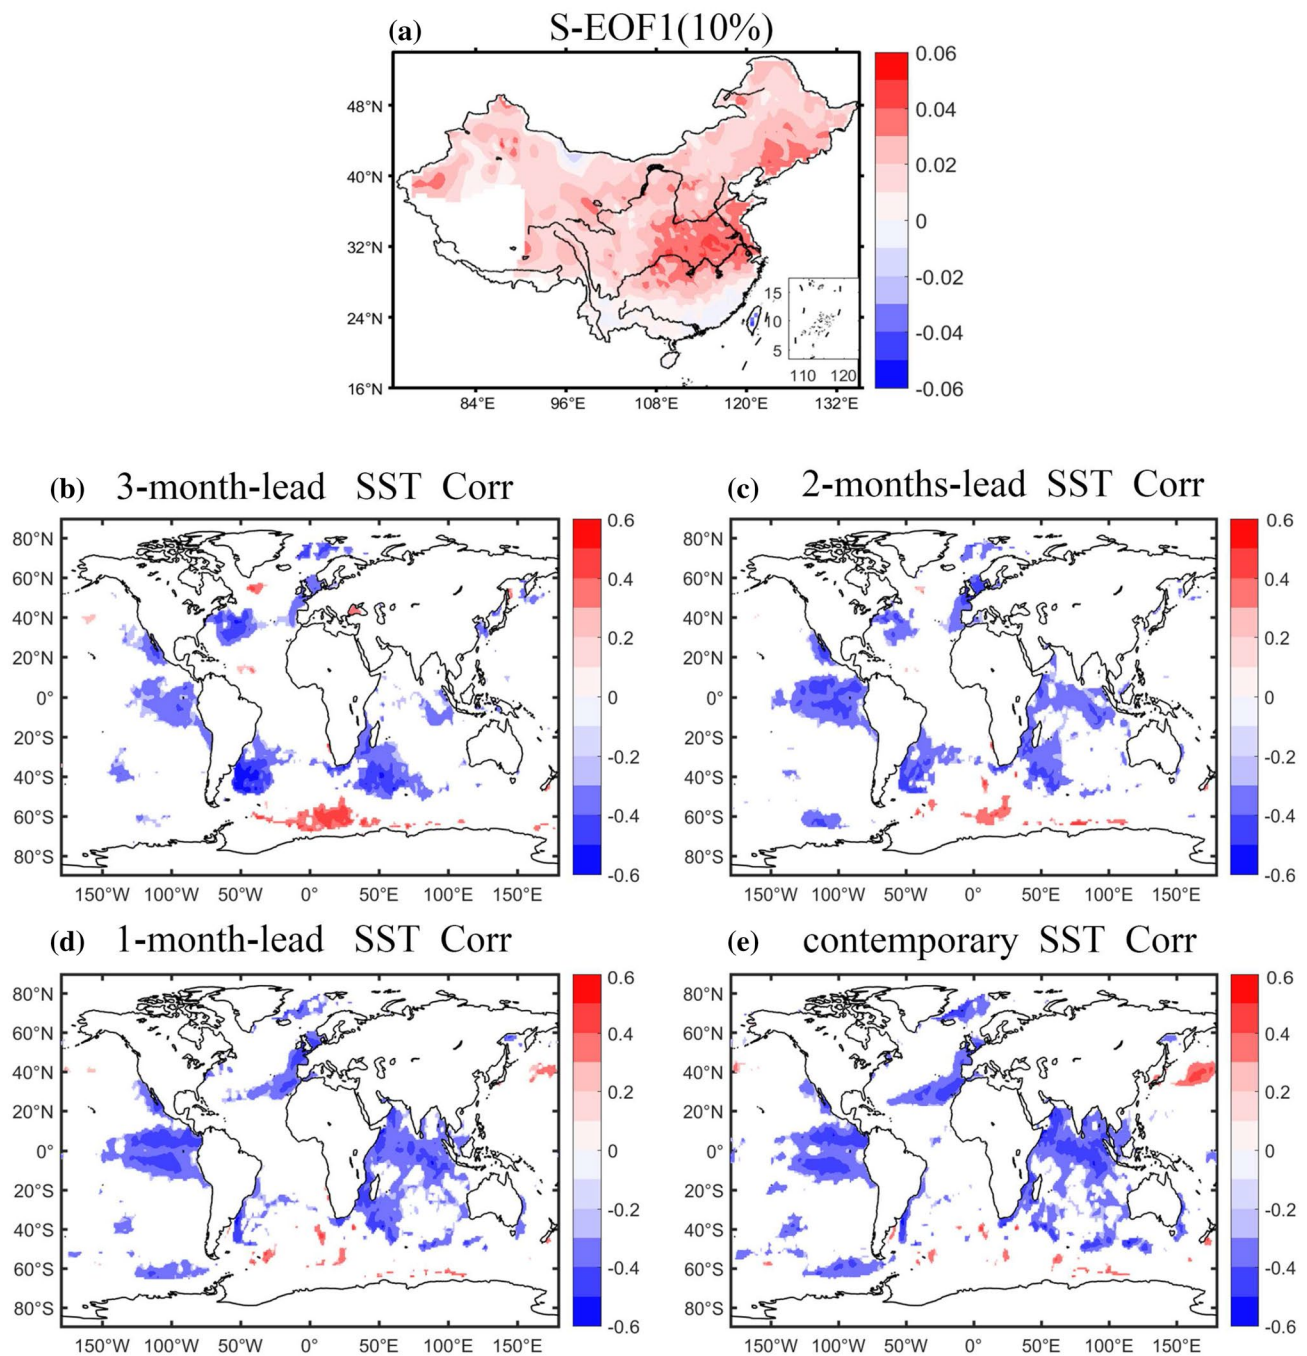 (a) S-EOF1(10%)
48°N
40°N
32°N
24°N
16°N
84°E 96°E 108°E 120°E 132°E
15
10
5
110 120
0.06
0.04
0.02
0
-0.02
-0.04
-0.06
(b) 3-month-lead SST Corr
80°N
60°N
40°N
20°N
0°
20°S
40°S
60°S
80°S
150°W 100°W 50°W 0° 50°E 100°E 150°E
0.6
0.4
0.2
0
-0.2
-0.4
-0.6
(c) 2-months-lead SST Corr
80°N
60°N
40°N
20°N
0°
20°S
40°S
60°S
80°S
150°W 100°W 50°W 0° 50°E 100°E 150°E
0.6
0.4
0.2
0
-0.2
-0.4
-0.6
(d) 1-month-lead SST Corr
80°N
60°N
40°N
20°N
0°
20°S
40°S
60°S
80°S
150°W 100°W 50°W 0° 50°E 100°E 150°E
0.6
0.4
0.2
0
-0.2
-0.4
-0.6
(e) contemporary SST Corr
80°N
60°N
40°N
20°N
0°
20°S
40°S
60°S
80°S
150°W 100°W 50°W 0° 50°E 100°E 150°E
0.6
0.4
0.2
0
-0.2
-0.4
-0.6